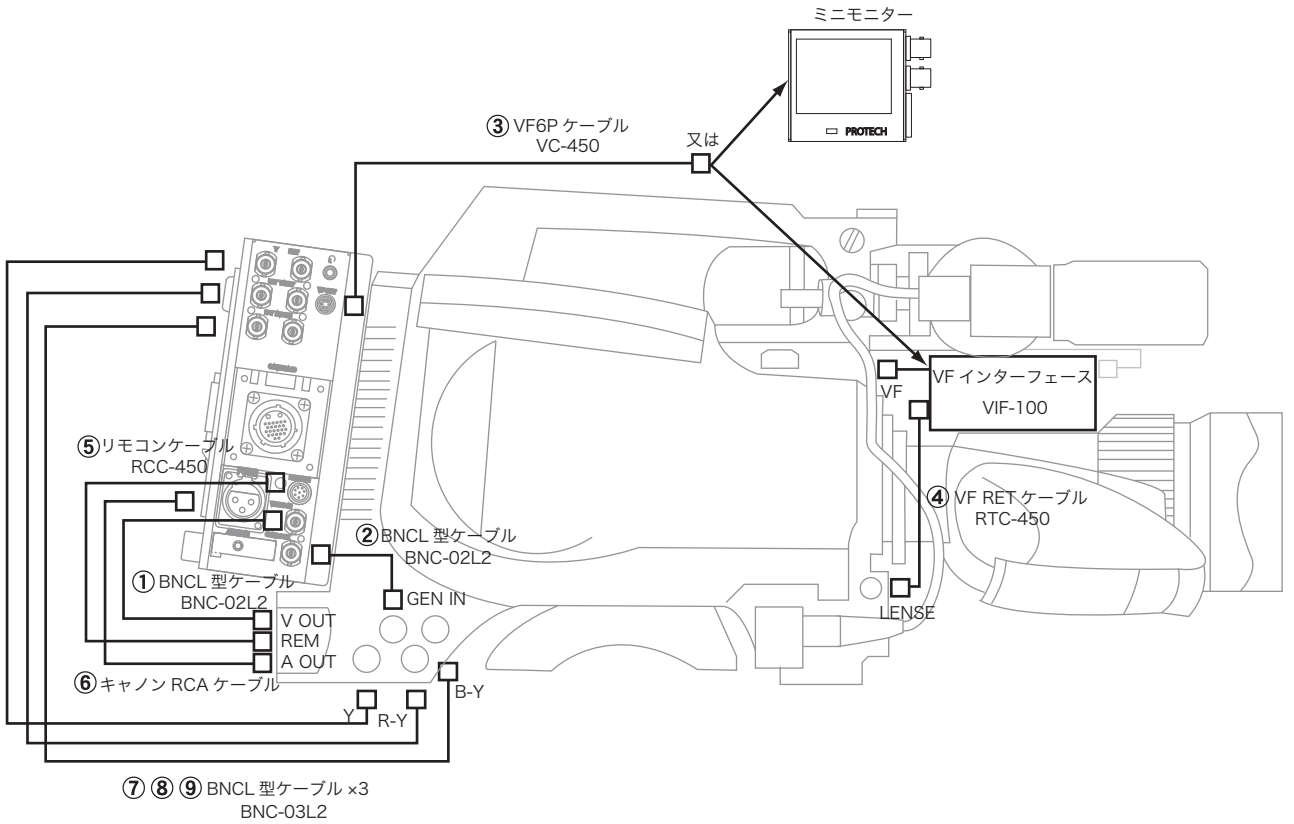 ミニモニター
PROTECH
③ VF6P ケーブル
VC-450
又は
VF
VF インターフェース
VIF-100
⑤リモコンケーブル
RCC-450
④ VF RET ケーブル
RTC-450
② BNCL 型ケーブル
BNC-02L2
① BNCL 型ケーブル
BNC-02L2
GEN IN
LENSE
V OUT
REM
A OUT
⑥キャノン RCA ケーブル
B-Y
Y
R-Y
⑦ ⑧ ⑨ BNCL 型ケーブル ×3
BNC-03L2